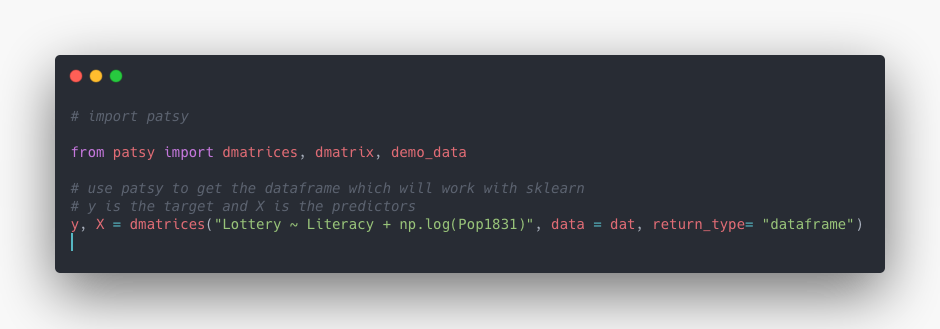 # import patsy
from patsy import dmatrices, dmatrix, demo_data
# use patsy to get the dataframe which will work with sklearn
# y is the target and X is the predictors
y, X = dmatrices("Lottery ~ Literacy + np.log(Pop1831)", data = dat, return_type= "dataframe")